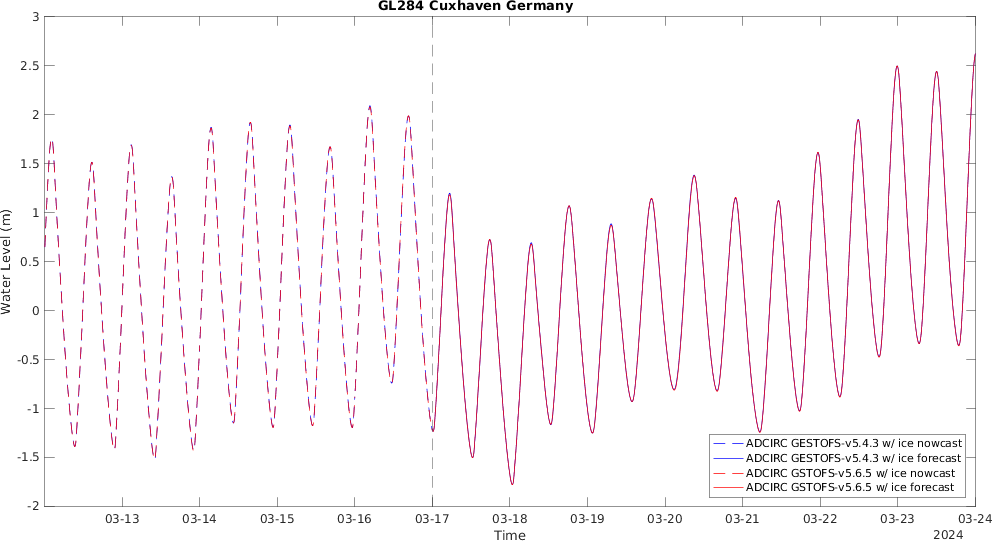 GL284 Cuxhaven Germany
3
2.5
2
1.5
1
0.5
0
-0.5
-1
-1.5
-2
Water Level (m)
ADCIRC GESTOFS-v5.4.3 w/ ice nowcast
ADCIRC GESTOFS-v5.4.3 w/ ice forecast
ADCIRC GSTOFS-v5.6.5 w/ ice nowcast
ADCIRC GSTOFS-v5.6.5 w/ ice forecast
03-13 03-14 03-15 03-16 03-17 03-18 03-19 03-20 03-21 03-22 03-23 03-24
Time
2024